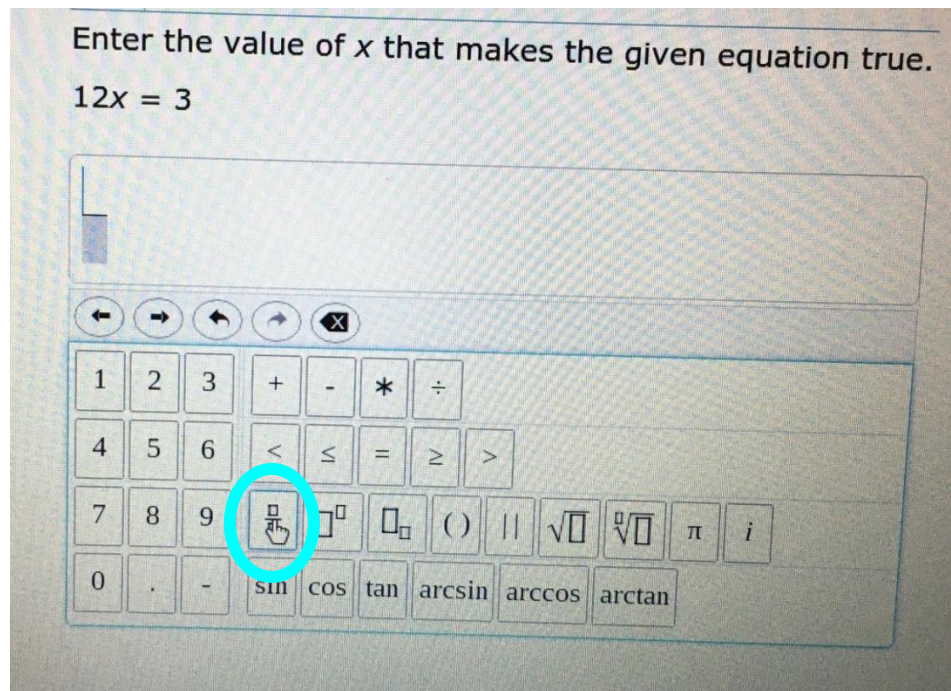 Enter the value of x that makes the given equation true.
12x = 3
1 2 3 + - * ÷
4 5 6 < ≤ = ≥ >
7 8 9 ( ) | | √ √ π i
0 . - sin cos tan arcsin arccos arctan